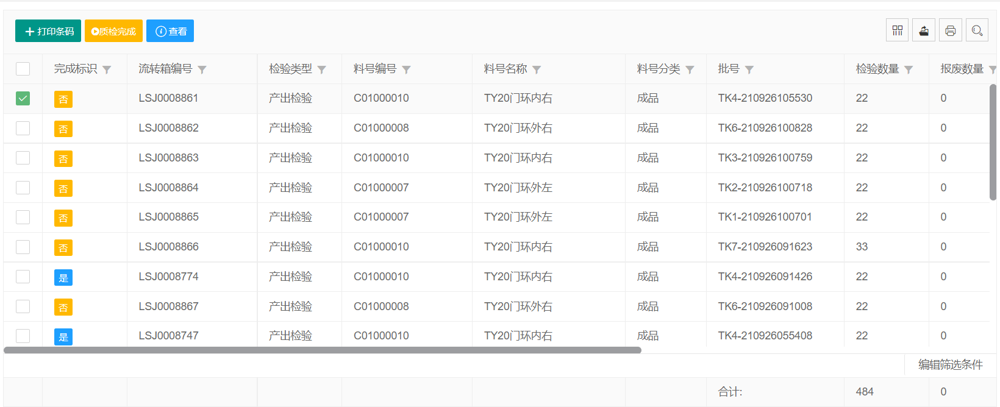 打印条码 质检完成 查看
完成标识 流转箱编号 检验类型 料号编号 料号名称 料号分类 批号 检验数量 报废数量
否 LSJ0008861 产出检验 C01000010 TY20门环内右 成品 TK4-210926105530 22 0
否 LSJ0008862 产出检验 C01000008 TY20门环外右 成品 TK6-210926100828 22 0
否 LSJ0008863 产出检验 C01000010 TY20门环内右 成品 TK3-210926100759 22 0
否 LSJ0008864 产出检验 C01000007 TY20门环外左 成品 TK2-210926100718 22 0
否 LSJ0008865 产出检验 C01000007 TY20门环外左 成品 TK1-210926100701 22 0
否 LSJ0008866 产出检验 C01000010 TY20门环内右 成品 TK7-210926091623 33 0
是 LSJ0008774 产出检验 C01000010 TY20门环内右 成品 TK4-210926091426 22 0
否 LSJ0008867 产出检验 C01000008 TY20门环外右 成品 TK6-210926091008 22 0
是 LSJ0008747 产出检验 C01000010 TY20门环内右 成品 TK4-210926055408 22 0
编辑筛选条件
合计: 484 0